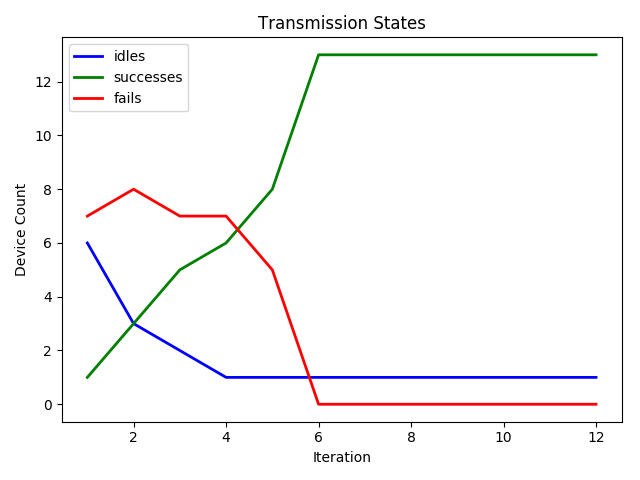 Transmission States
idles
successes
fails
Device Count
12
10
8
6
4
2
0
2 4 6 8 10 12
Iteration